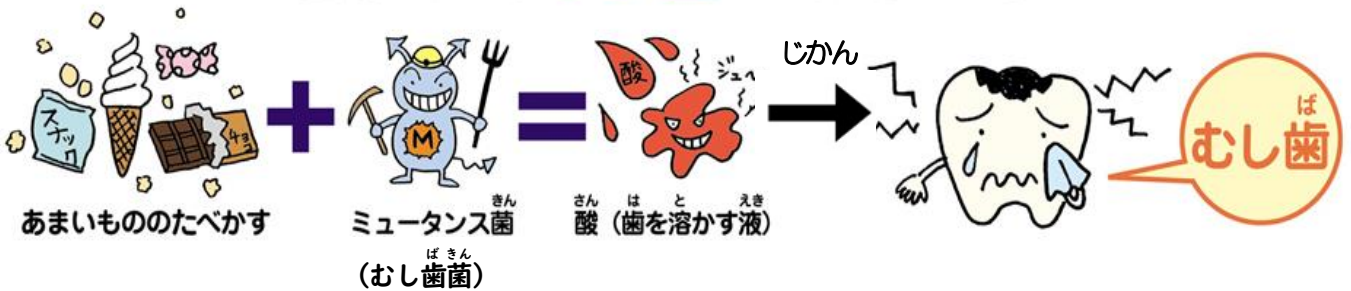 スナック
チョコ
あまいもののたべかす
M
ミュータンス菌
きん
(むし歯菌)
ばきん
酸
ジュ〜
酸(歯を溶かす液)
さん は と えき
じかん
むし歯
ば